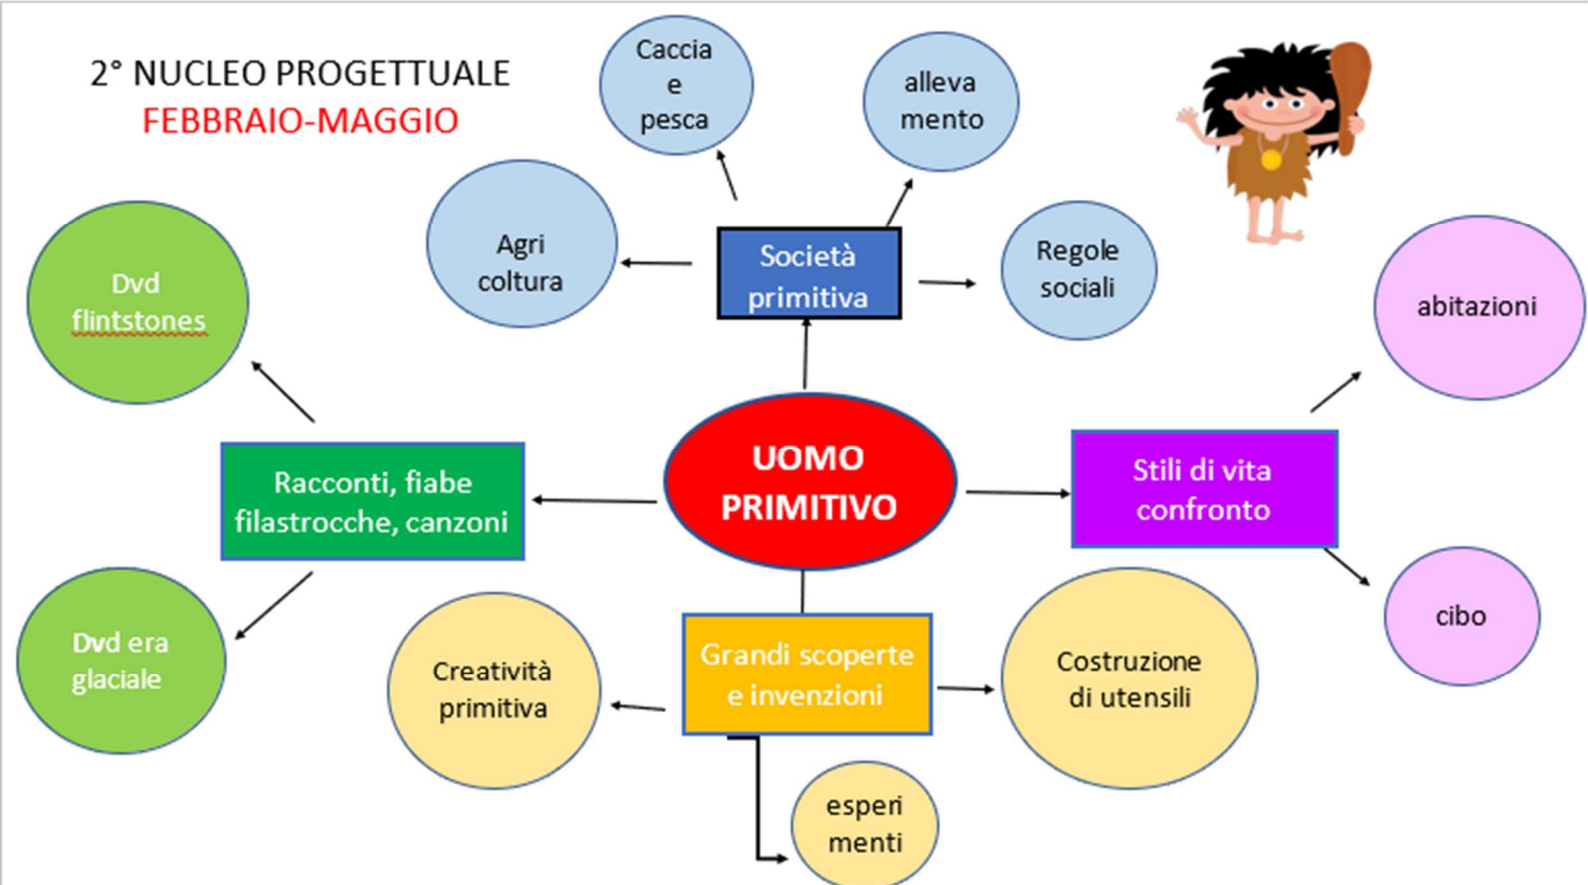 2° NUCLEO PROGETTUALE
FEBBRAIO-MAGGIO
Caccia
e
pesca
alleva
mento
Agri
coltura
Società
primitiva
Regole
sociali
Dvd
flintstones
abitazioni
Racconti, fiabe
filastrocche, canzoni
UOMO
PRIMITIVO
Stili di vita
confronto
Dvd era
glaciale
Creatività
primitiva
Grandi scoperte
e invenzioni
Costruzione
di utensili
cibo
esperi
menti